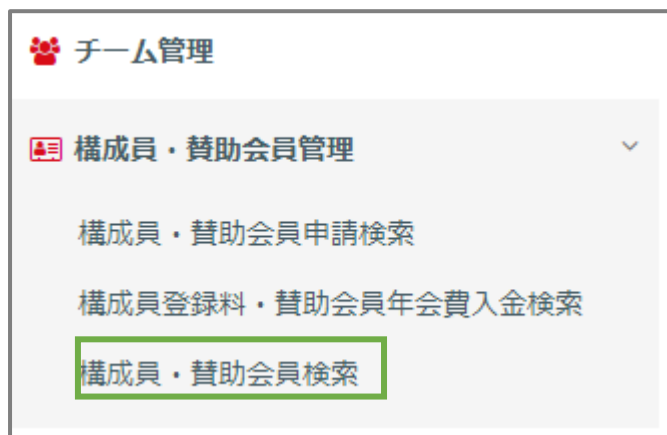 チーム管理
構成員・賛助会員管理
構成員・賛助会員申請検索
構成員登録料・賛助会員年会費入金検索
構成員・賛助会員検索